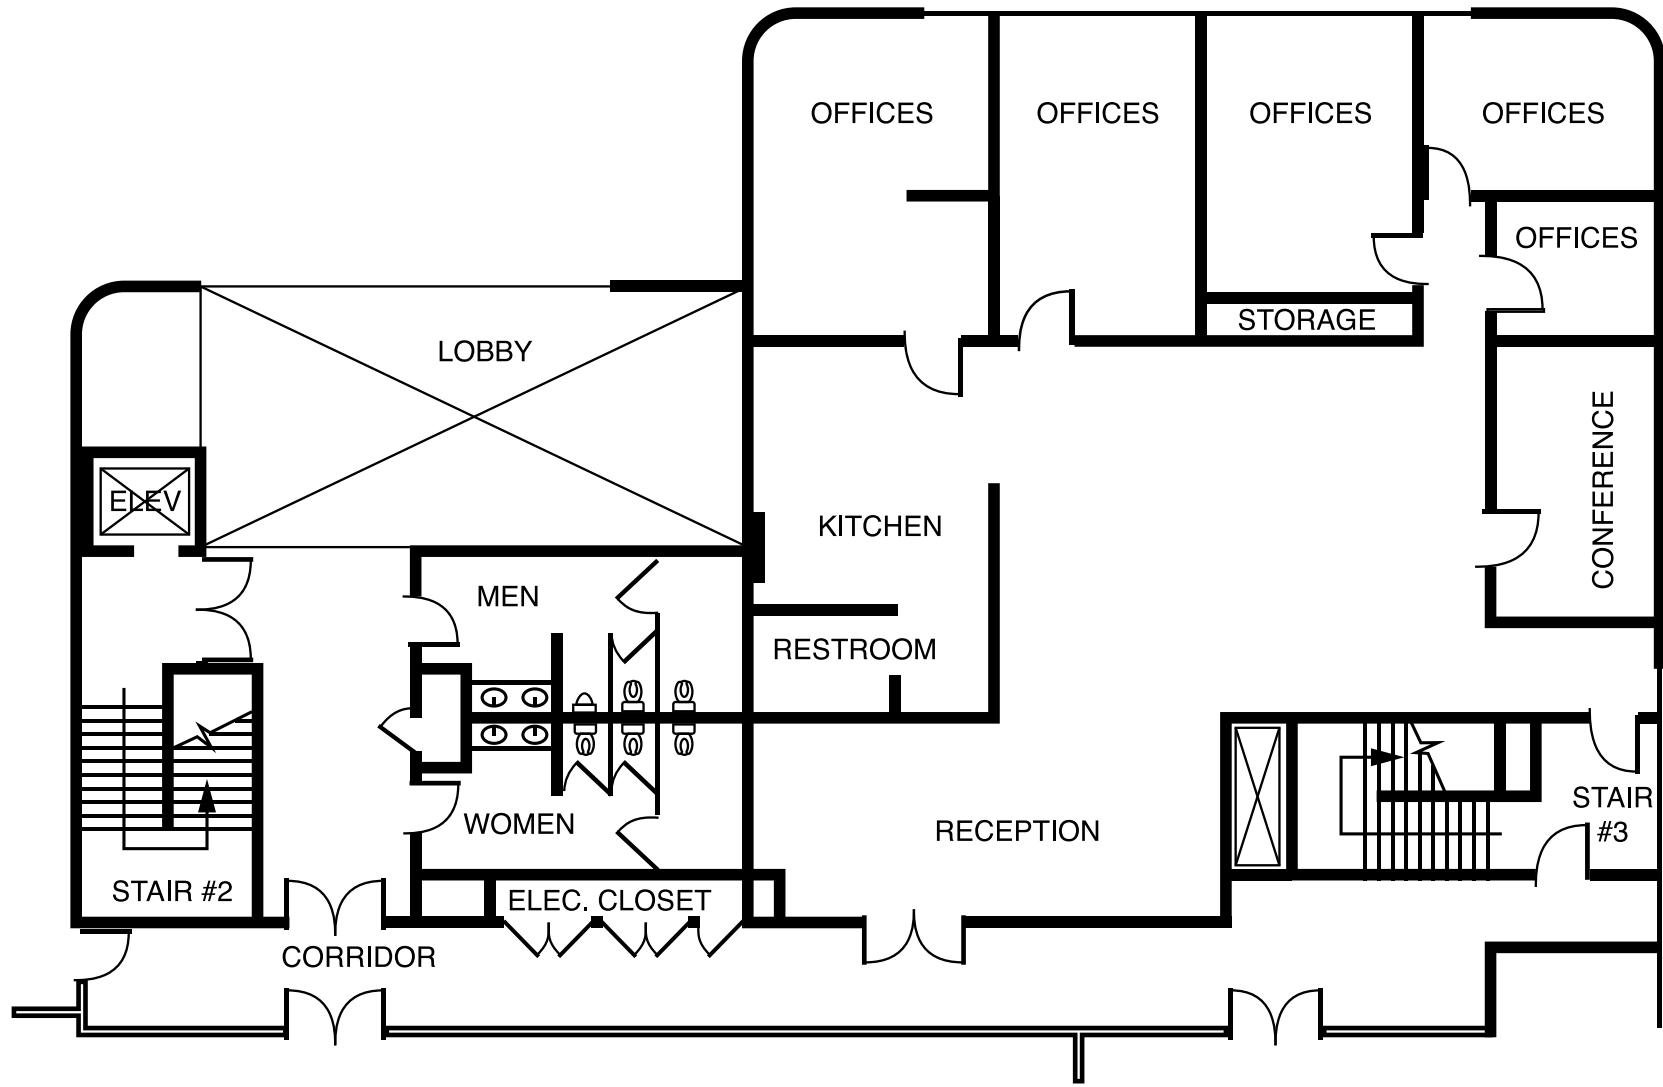 OFFICES
OFFICES
OFFICES
OFFICES
OFFICES
STORAGE
LOBBY
CONFERENCE
ELEV
KITCHEN
MEN
RESTROOM
STAIR
#3
WOMEN
RECEPTION
STAIR #2
ELEC. CLOSET
CORRIDOR